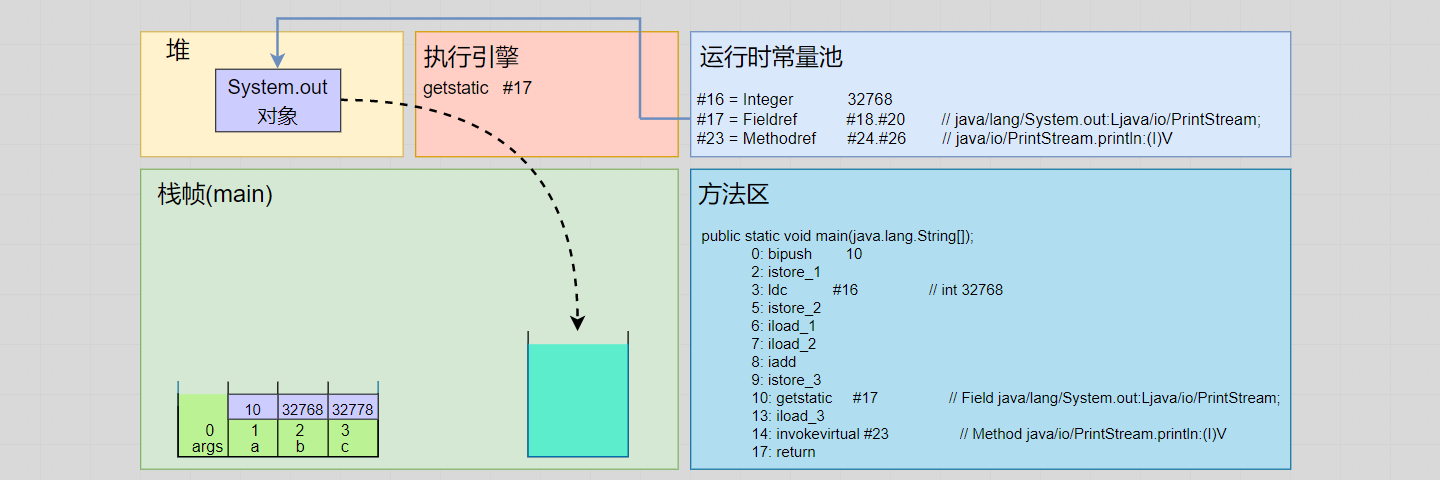 堆
System.out
对象
执行引擎
getstatic #17
运行时常量池
#16 = Integer 32768
#17 = Fieldref #18.#20 // java/lang/System.out:Ljava/io/PrintStream;
#23 = Methodref #24.#26 // java/io/PrintStream.println:(I)V
栈帧(main)
10 32768 32778
0 1 2 3
args a b c
方法区
public static void main(java.lang.String[]);
0: bipush 10
2: istore_1
3: ldc #16 // int 32768
5: istore_2
6: iload_1
7: iload_2
8: iadd
9: istore_3
10: getstatic #17 // Field java/lang/System.out:Ljava/io/PrintStream;
13: iload_3
14: invokevirtual #23 // Method java/io/PrintStream.println:(I)V
17: return